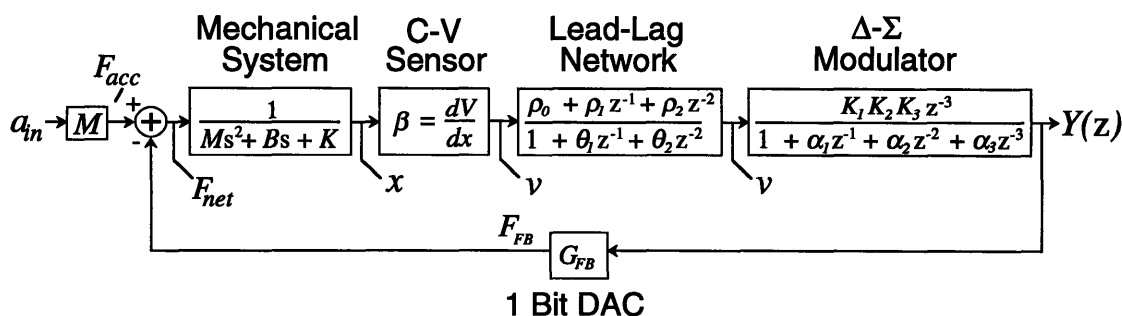 Mechanical System
C-V Sensor
Lead-Lag Network
Δ-Σ Modulator
a_in
M
F_acc
+
-
+
F_net
1 / (Ms² + Bs + K)
x
β = dV/dx
v
(ρ₀ + ρ₁z⁻¹ + ρ₂z⁻²) / (1 + θ₁z⁻¹ + θ₂z⁻²)
v
K₁K₂K₃z⁻³ / (1 + α₁z⁻¹ + α₂z⁻² + α₃z⁻³)
Y(z)
F_FB
G_FB
1 Bit DAC